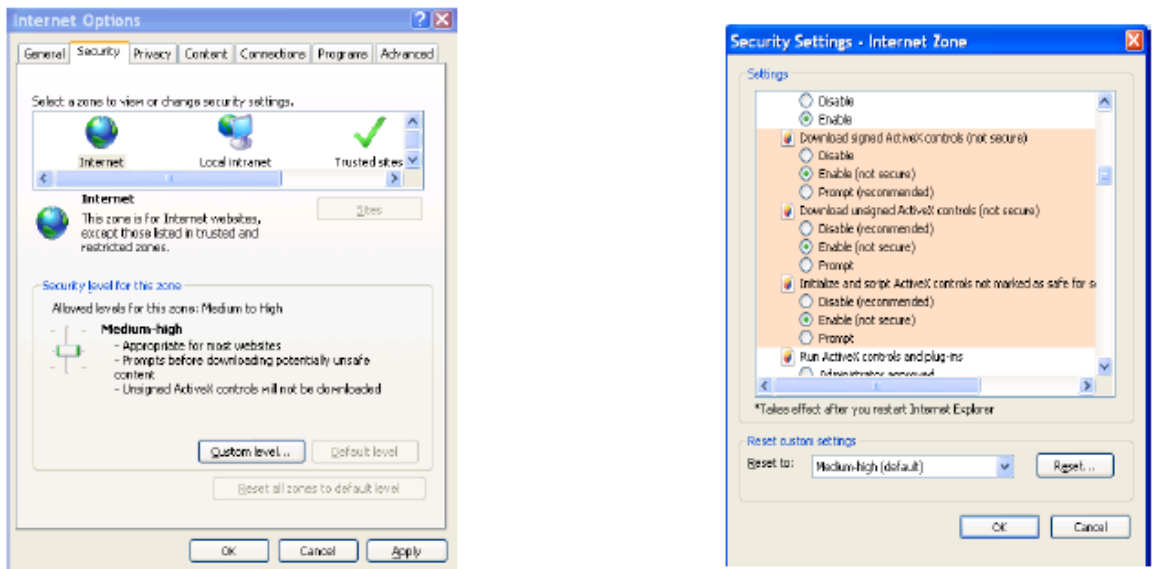 Internet Options
General Security Privacy Content Connections Programs Advanced
Select a zone to view or change security settings.
Internet Local intranet Trusted sites
Internet
Sites
This zone is for Internet websites,
except those listed in trusted and
restricted zones.
Security level for this zone
Allowed levels for this zone: Medium to High
Medium-high
- Appropriate for most websites
- Prompts before downloading potentially unsafe
content
- Unsigned ActiveX controls will not be downloaded
Custom level... Default level
Reset all zones to default level
OK Cancel Apply
Security Settings - Internet Zone
Settings
Disable
Enable
Download signed ActiveX controls (not secure)
Disable
Enable (not secure)
Prompt (recommended)
Download unsigned ActiveX controls (not secure)
Disable (recommended)
Enable (not secure)
Prompt
Initialize and script ActiveX controls not marked as safe for s
Disable (recommended)
Enable (not secure)
Prompt
Run ActiveX controls and plug-ins
Administrator approved
*Takes effect after you restart Internet Explorer
Reset custom settings
Reset to: Medium-high (default) Reset...
OK Cancel